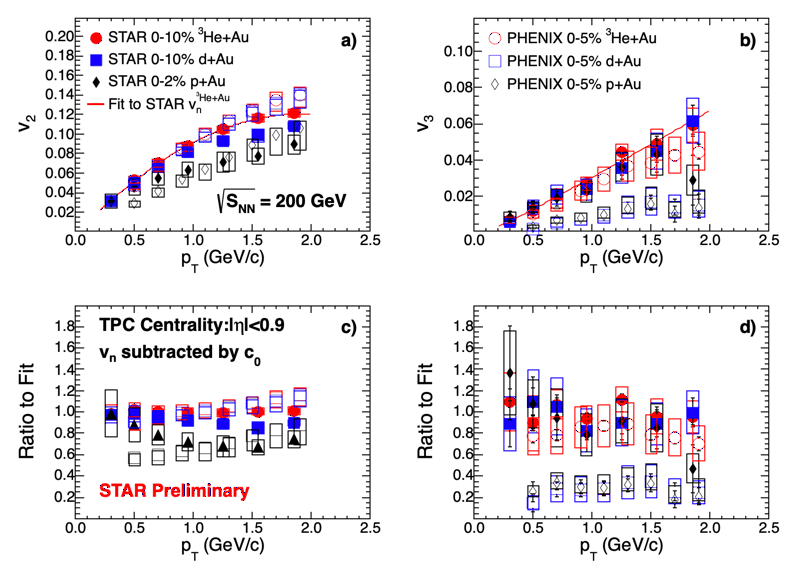 STAR 0-10% ³He+Au
STAR 0-10% d+Au
STAR 0-2% p+Au
Fit to STAR vₙ³He+Au
a)
√S_NN = 200 GeV
v₂
0.20
0.18
0.16
0.14
0.12
0.10
0.08
0.06
0.04
0.02
0.0 0.5 1.0 1.5 2.0 2.5
p_T (GeV/c)
PHENIX 0-5% ³He+Au
PHENIX 0-5% d+Au
PHENIX 0-5% p+Au
b)
v₃
0.10
0.08
0.06
0.04
0.02
0.0 0.5 1.0 1.5 2.0 2.5
p_T (GeV/c)
TPC Centrality:|η|<0.9
c)
vₙ subtracted by c₀
STAR Preliminary
Ratio to Fit
1.8
1.6
1.4
1.2
1.0
0.8
0.6
0.4
0.2
0.0 0.5 1.0 1.5 2.0 2.5
p_T (GeV/c)
d)
Ratio to Fit
1.8
1.6
1.4
1.2
1.0
0.8
0.6
0.4
0.2
0.0 0.5 1.0 1.5 2.0 2.5
p_T (GeV/c)